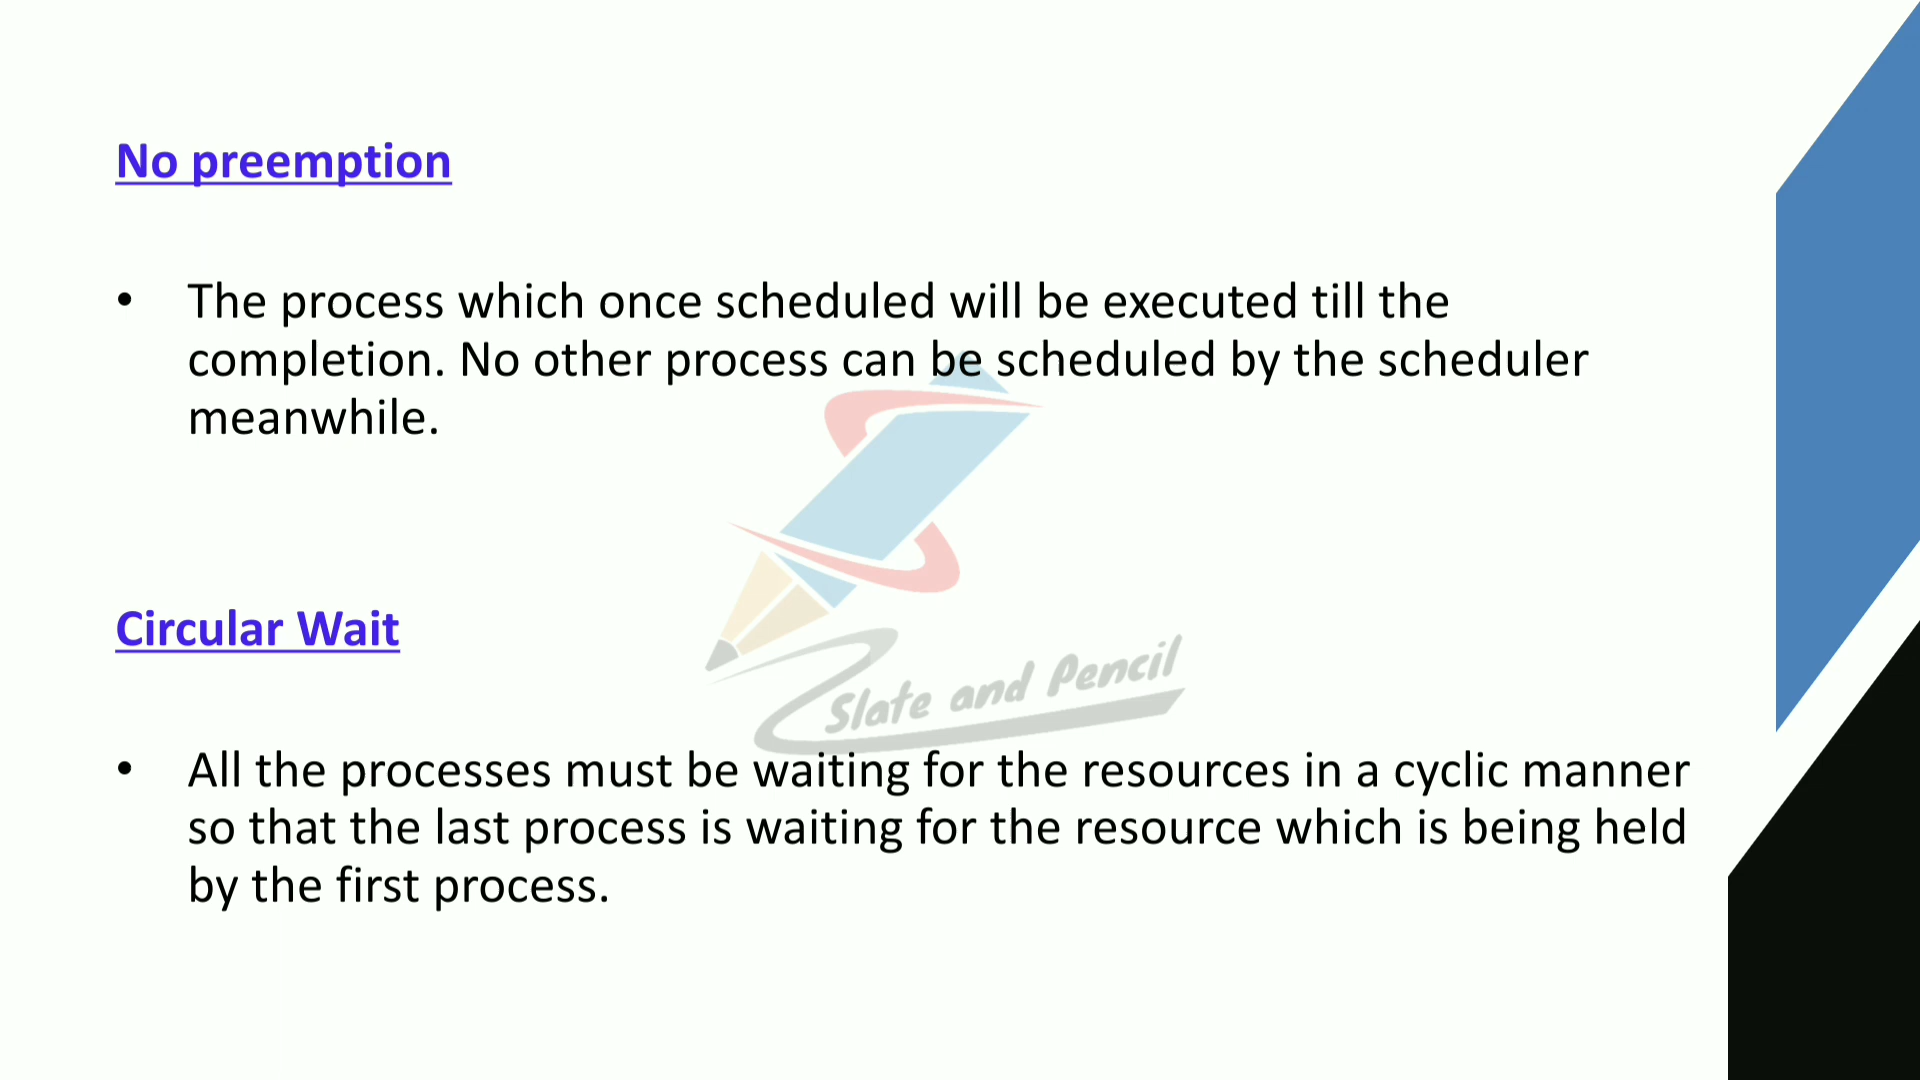 No preemption
• The process which once scheduled will be executed till the
completion. No other process can be scheduled by the scheduler
meanwhile.
Slate and Pencil
Circular Wait
• All the processes must be waiting for the resources in a cyclic manner
so that the last process is waiting for the resource which is being held
by the first process.